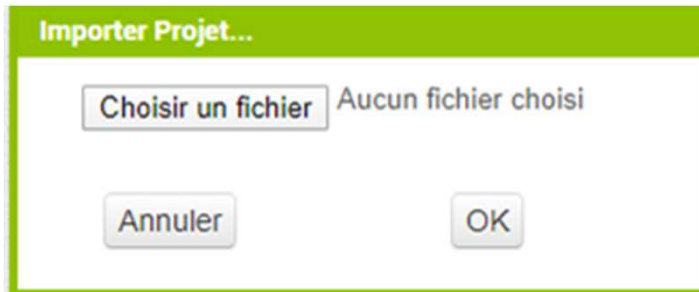 Importer Projet...
Choisir un fichier Aucun fichier choisi
Annuler OK